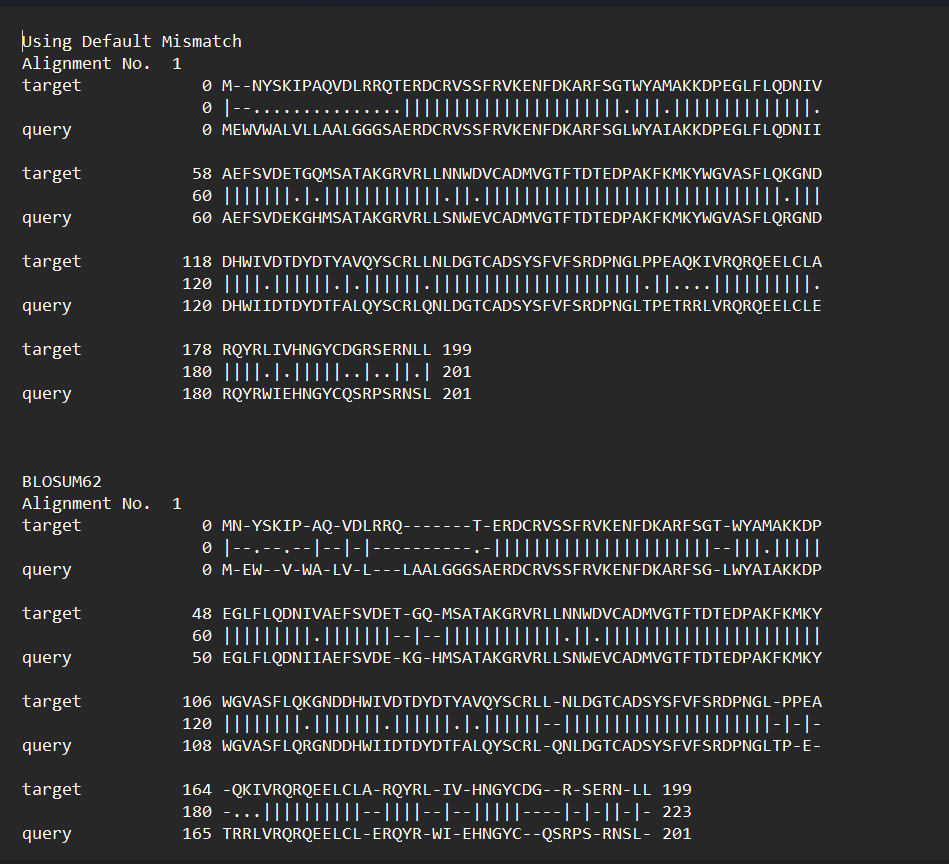 Using Default Mismatch
Alignment No.  1
target            0 M--NYSKIPAQVDLRRQTERDCRVSSFRVKENFDKARFSGTWYAMAKKDPEGLFLQDNIV
                  0 |--...............||||||||||||||||||||||.|||.||||||||||||||.
query             0 MEWVWALVLLAALGGGSAERDCRVSSFRVKENFDKARFSGLWYAIAKKDPEGLFLQDNII

target           58 AEFSVDETGQMSATAKGRVRLLNNWDVCADMVGTFTDTEDPAKFKMKYWGVASFLQKGND
                 60 |||||||.|.||||||||||||.||.||||||||||||||||||||||||||||||.|||
query            60 AEFSVDEKGHMSATAKGRVRLLSNWEVCADMVGTFTDTEDPAKFKMKYWGVASFLQRGND

target          118 DHWIVDTDYDTYAVQYSCRLLNLDGTCADSYSFVFSRDPNGLPPEAQKIVRQRQEELCLA
                120 ||||.||||||.|.||||||.|||||||||||||||||||||.||....||||||||||.
query           120 DHWIIDTDYDTFALQYSCRLQNLDGTCADSYSFVFSRDPNGLTPETRRLVRQRQEELCLE

target          178 RQYRLIVHNGYCDGRSERNLL 199
                180 ||||.|.|||||..|..||.| 201
query           180 RQYRWIEHNGYCQSRPSRNSL 201

BLOSUM62
Alignment No.  1
target            0 MN-YSKIP-AQ-VDLRRQ-------T-ERDCRVSSFRVKENFDKARFSGT-WYAMAKKDP
                  0 |--.--.--|--|-|----------.-||||||||||||||||||||||--|||.|||||
query             0 M-EW--V-WA-LV-L---LAALGGGSAERDCRVSSFRVKENFDKARFSG-LWYAIAKKDP

target           48 EGLFLQDNIVAEFSVDET-GQ-MSATAKGRVRLLNNWDVCADMVGTFTDTEDPAKFKMKY
                 60 |||||||||.|||||||--|--||||||||||||.||.||||||||||||||||||||||
query            50 EGLFLQDNIIAEFSVDE-KG-HMSATAKGRVRLLSNWEVCADMVGTFTDTEDPAKFKMKY

target          106 WGVASFLQKGNDDHWIVDTDYDTYAVQYSCRLL-NLDGTCADSYSFVFSRDPNGL-PPEA
                120 ||||||||.|||||||.||||||.|.||||||--|||||||||||||||||||||-|-|-
query           108 WGVASFLQRGNDDHWIIDTDYDTFALQYSCRL-QNLDGTCADSYSFVFSRDPNGLTP-E-

target          164 -QKIVRQRQEELCLA-RQYRL-IV-HNGYCDG--R-SERN-LL 199
                180 -...||||||||||--||||--|--|||||----|-|-||-|- 223
query           165 TRRLVRQRQEELCL-ERQYR-WI-EHNGYC--QSRPS-RNSL- 201